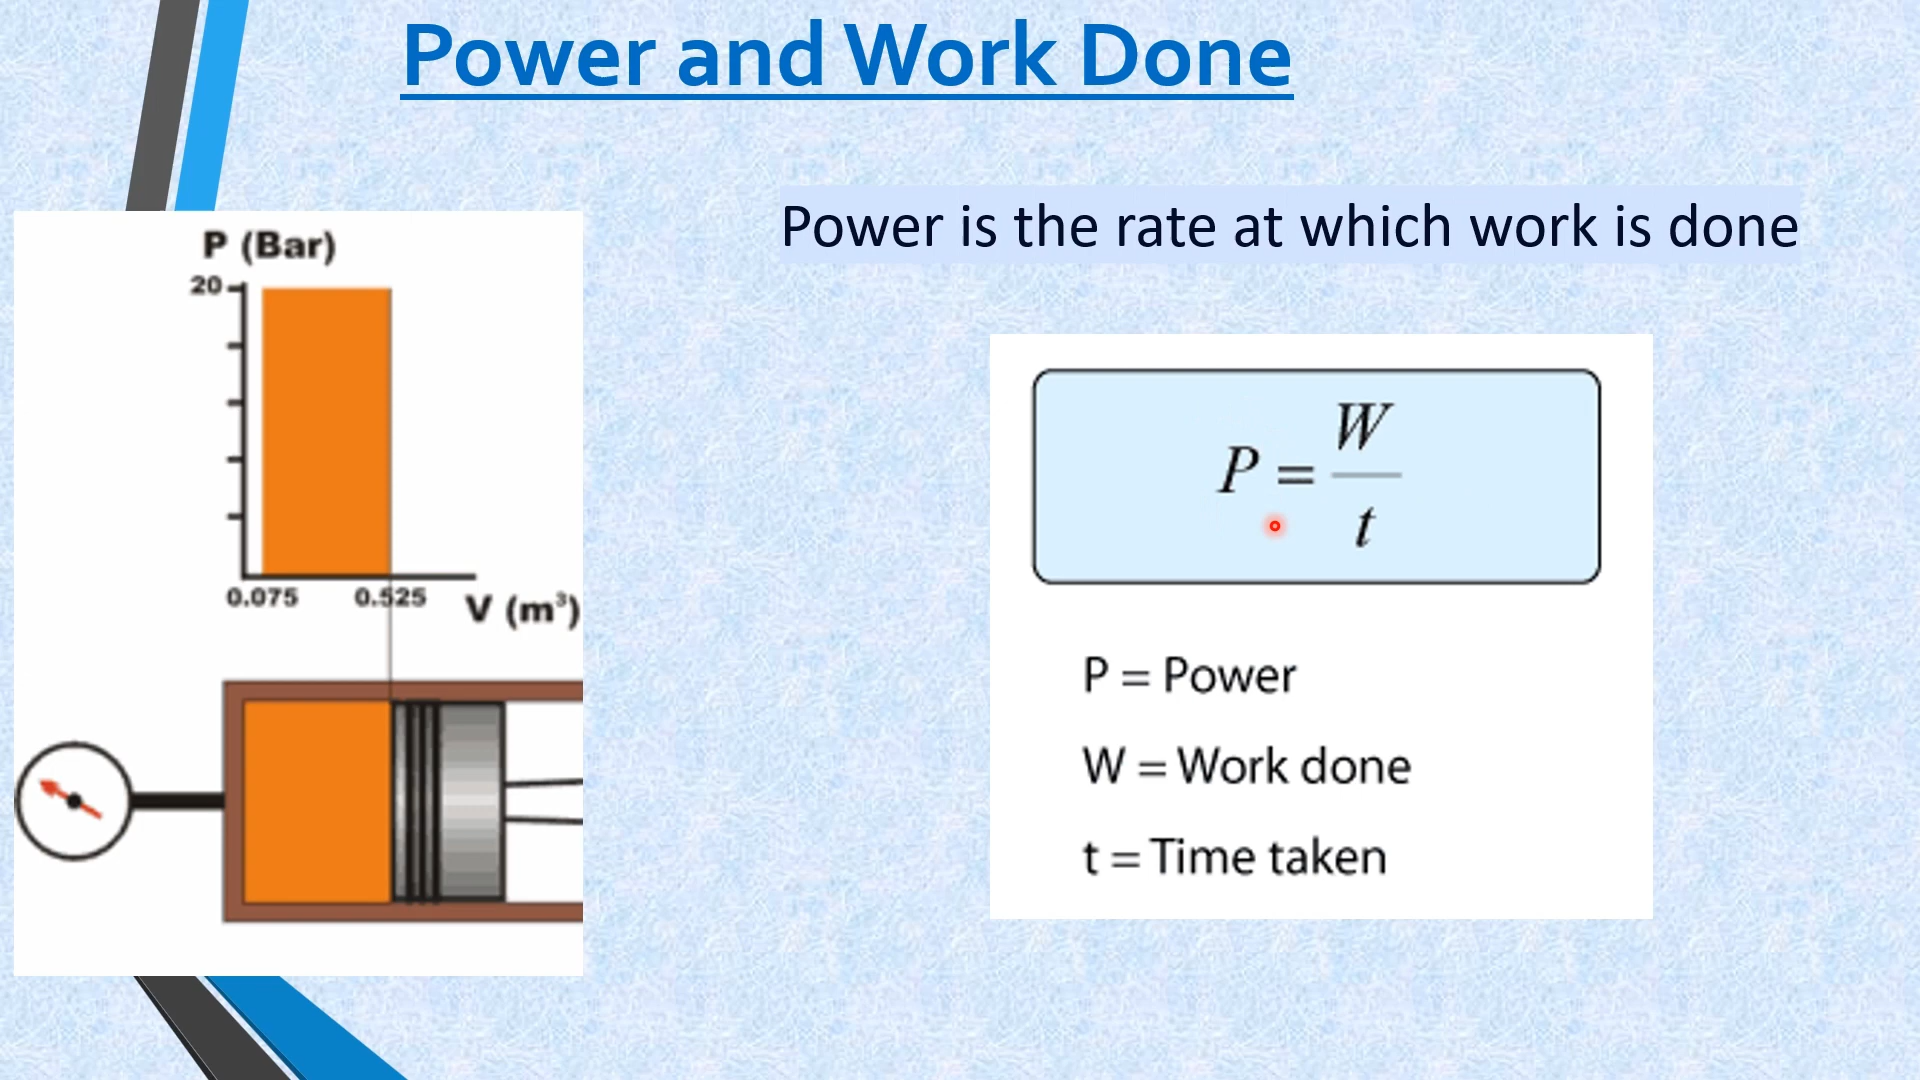 Power and Work Done
Power is the rate at which work is done
P (Bar)
20
0.075 0.525 V (m³)
P = W/t
P = Power
W = Work done
t = Time taken